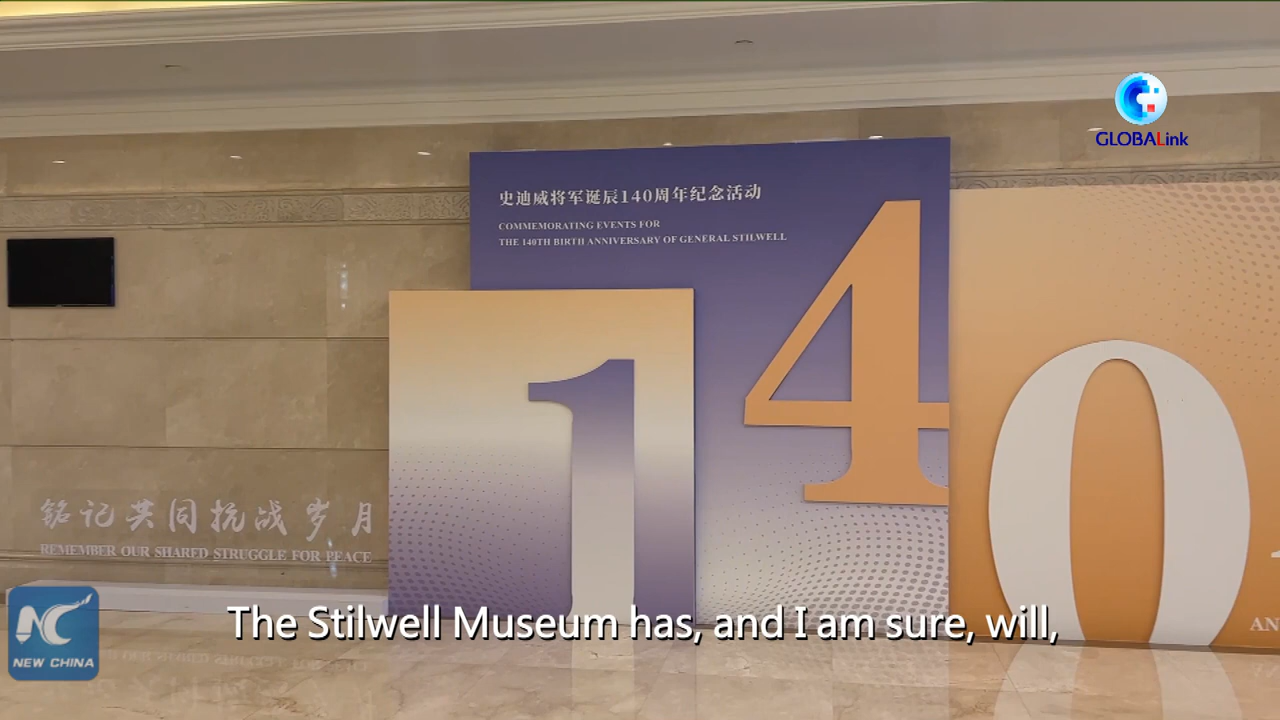 GLOBALink
史迪威将军诞辰140周年纪念活动
COMMEMORATING EVENTS FOR
THE 140TH BIRTH ANNIVERSARY OF GENERAL STILWELL
140
铭记共同抗战岁月
REMEMBER OUR SHARED STRUGGLE FOR PEACE
AN
The Stilwell Museum has, and I am sure, will,
NC
NEW CHINA